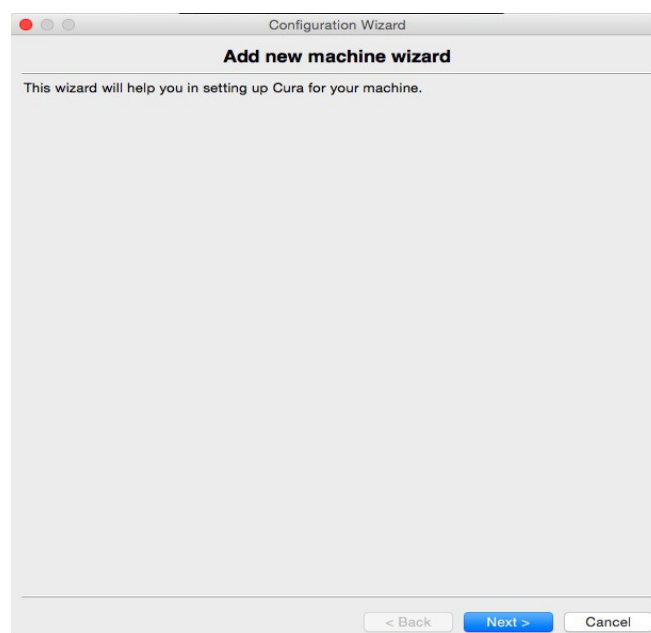 Configuration Wizard
Add new machine wizard
This wizard will help you in setting up Cura for your machine.
< Back Next > Cancel